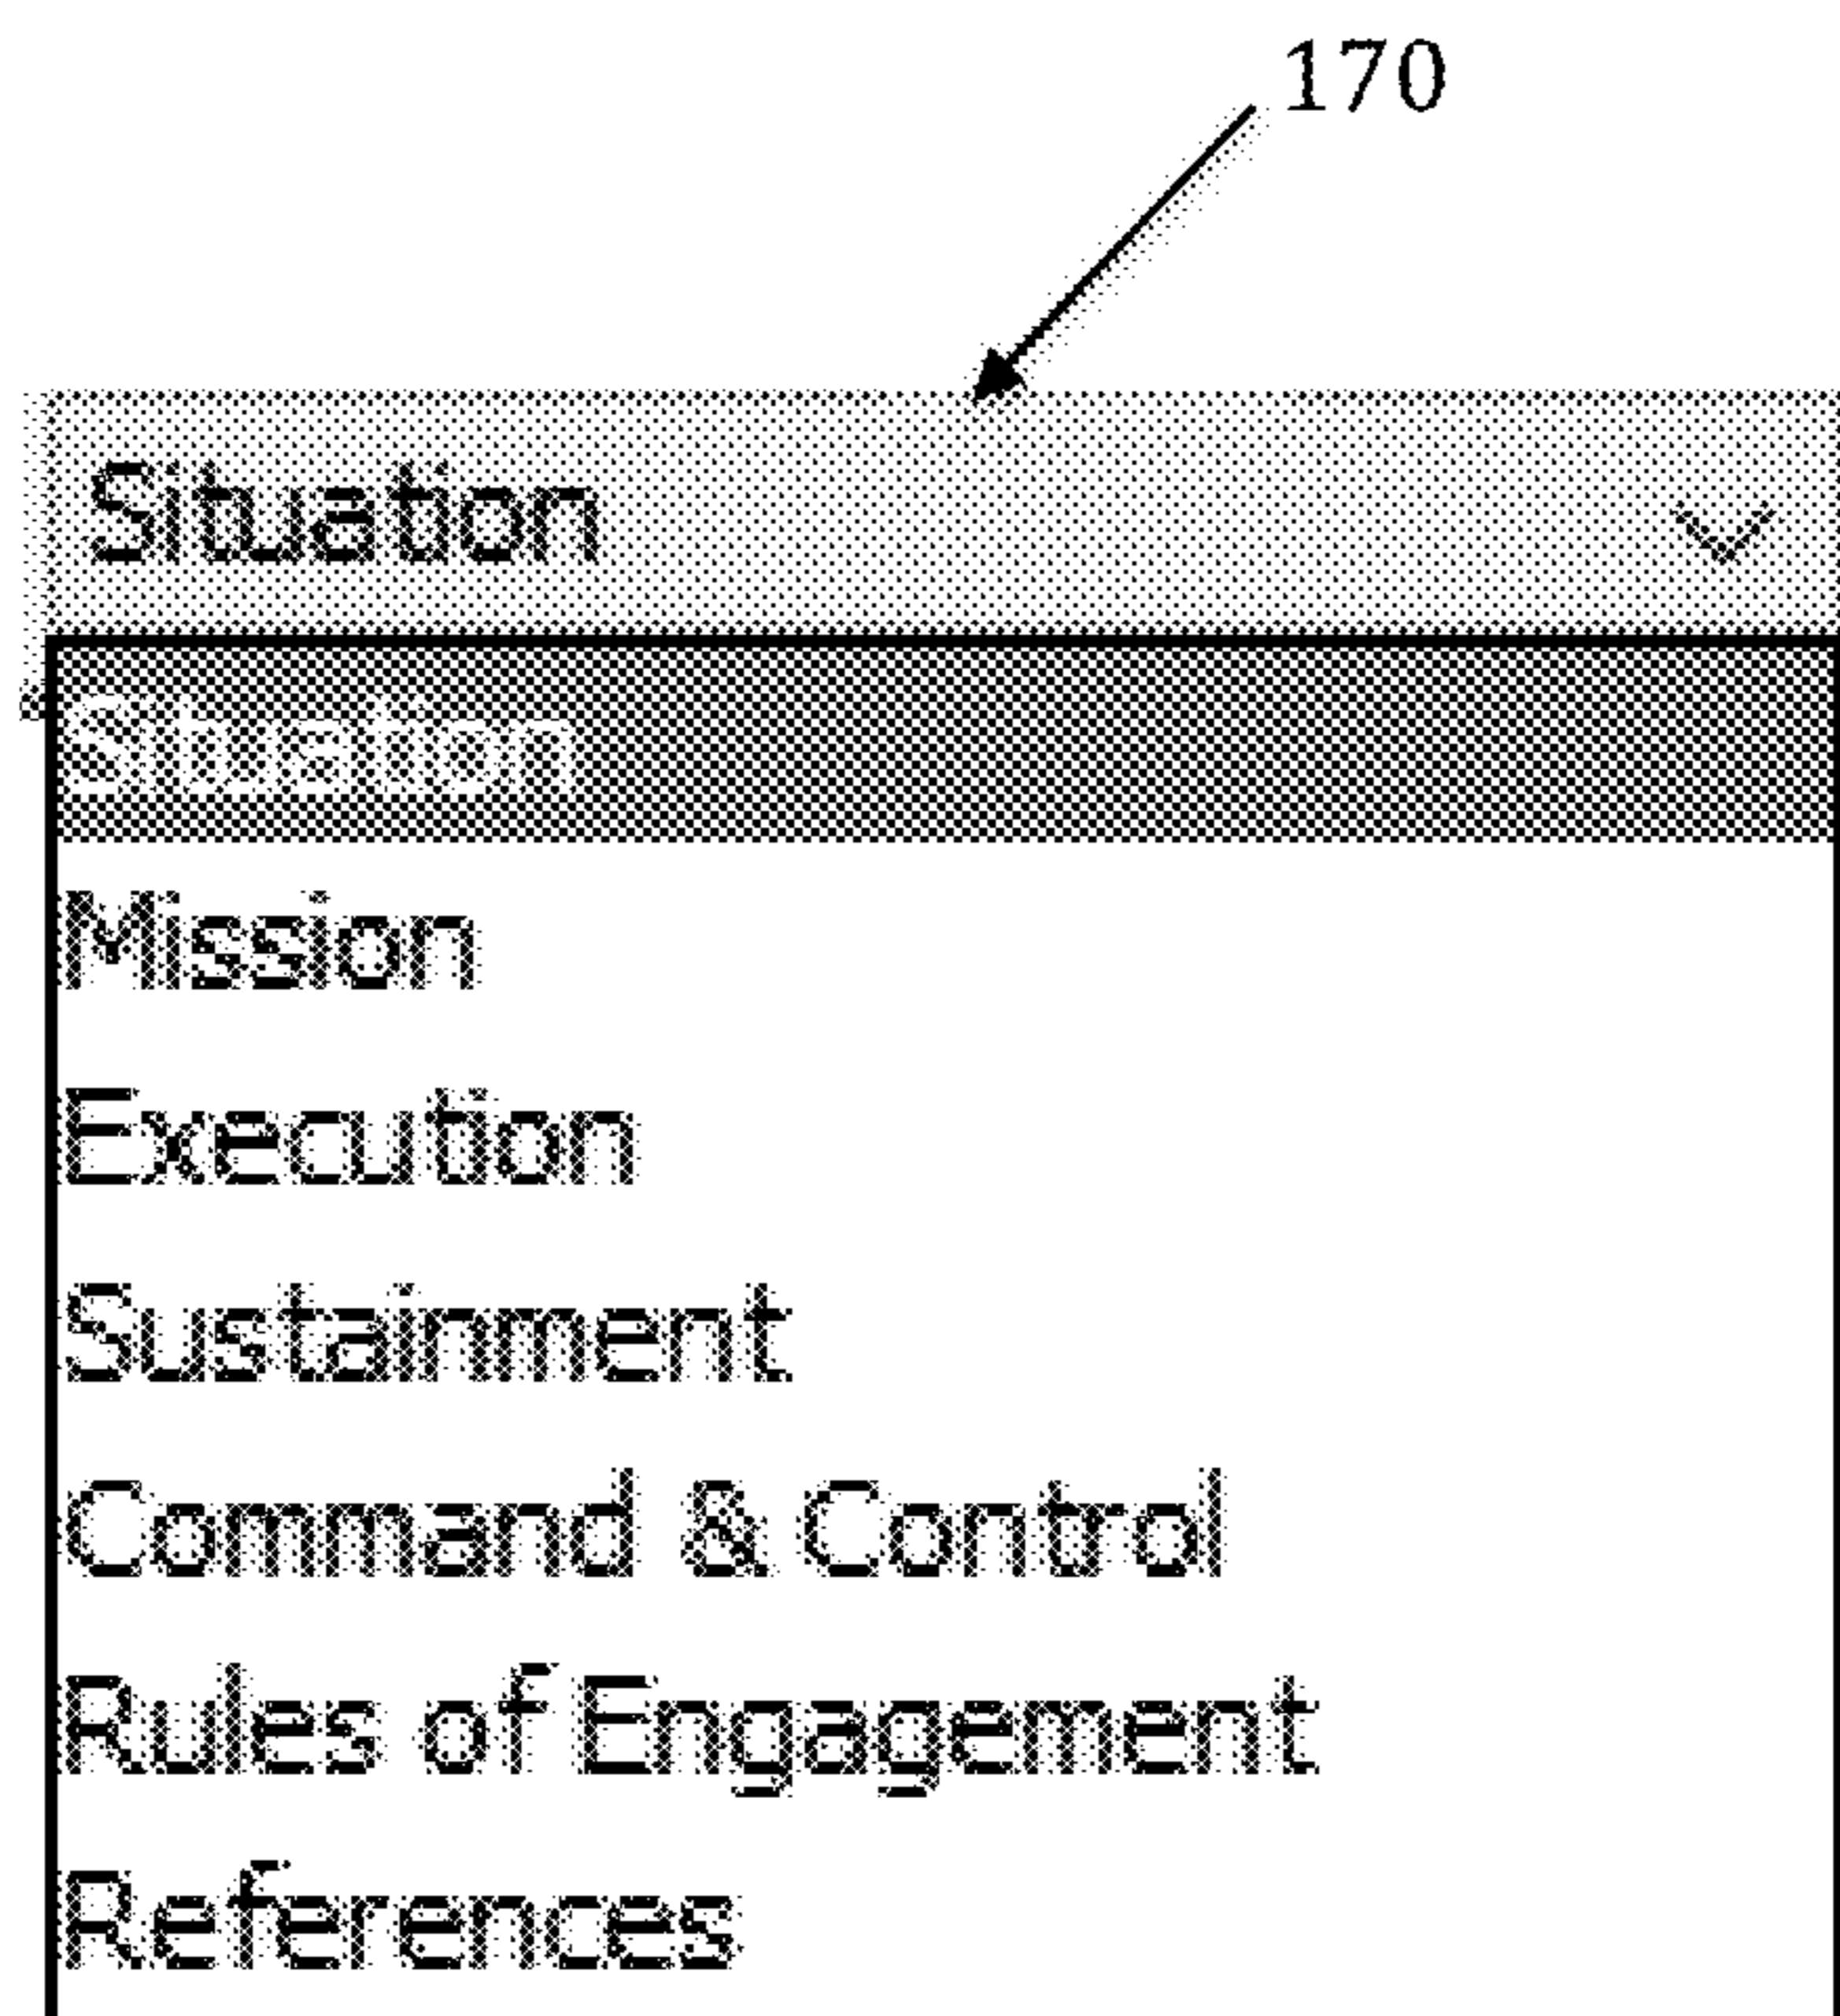 170
Situation
Situation
Mission
Execution
Sustainment
Command & Control
Rules of Engagement
References